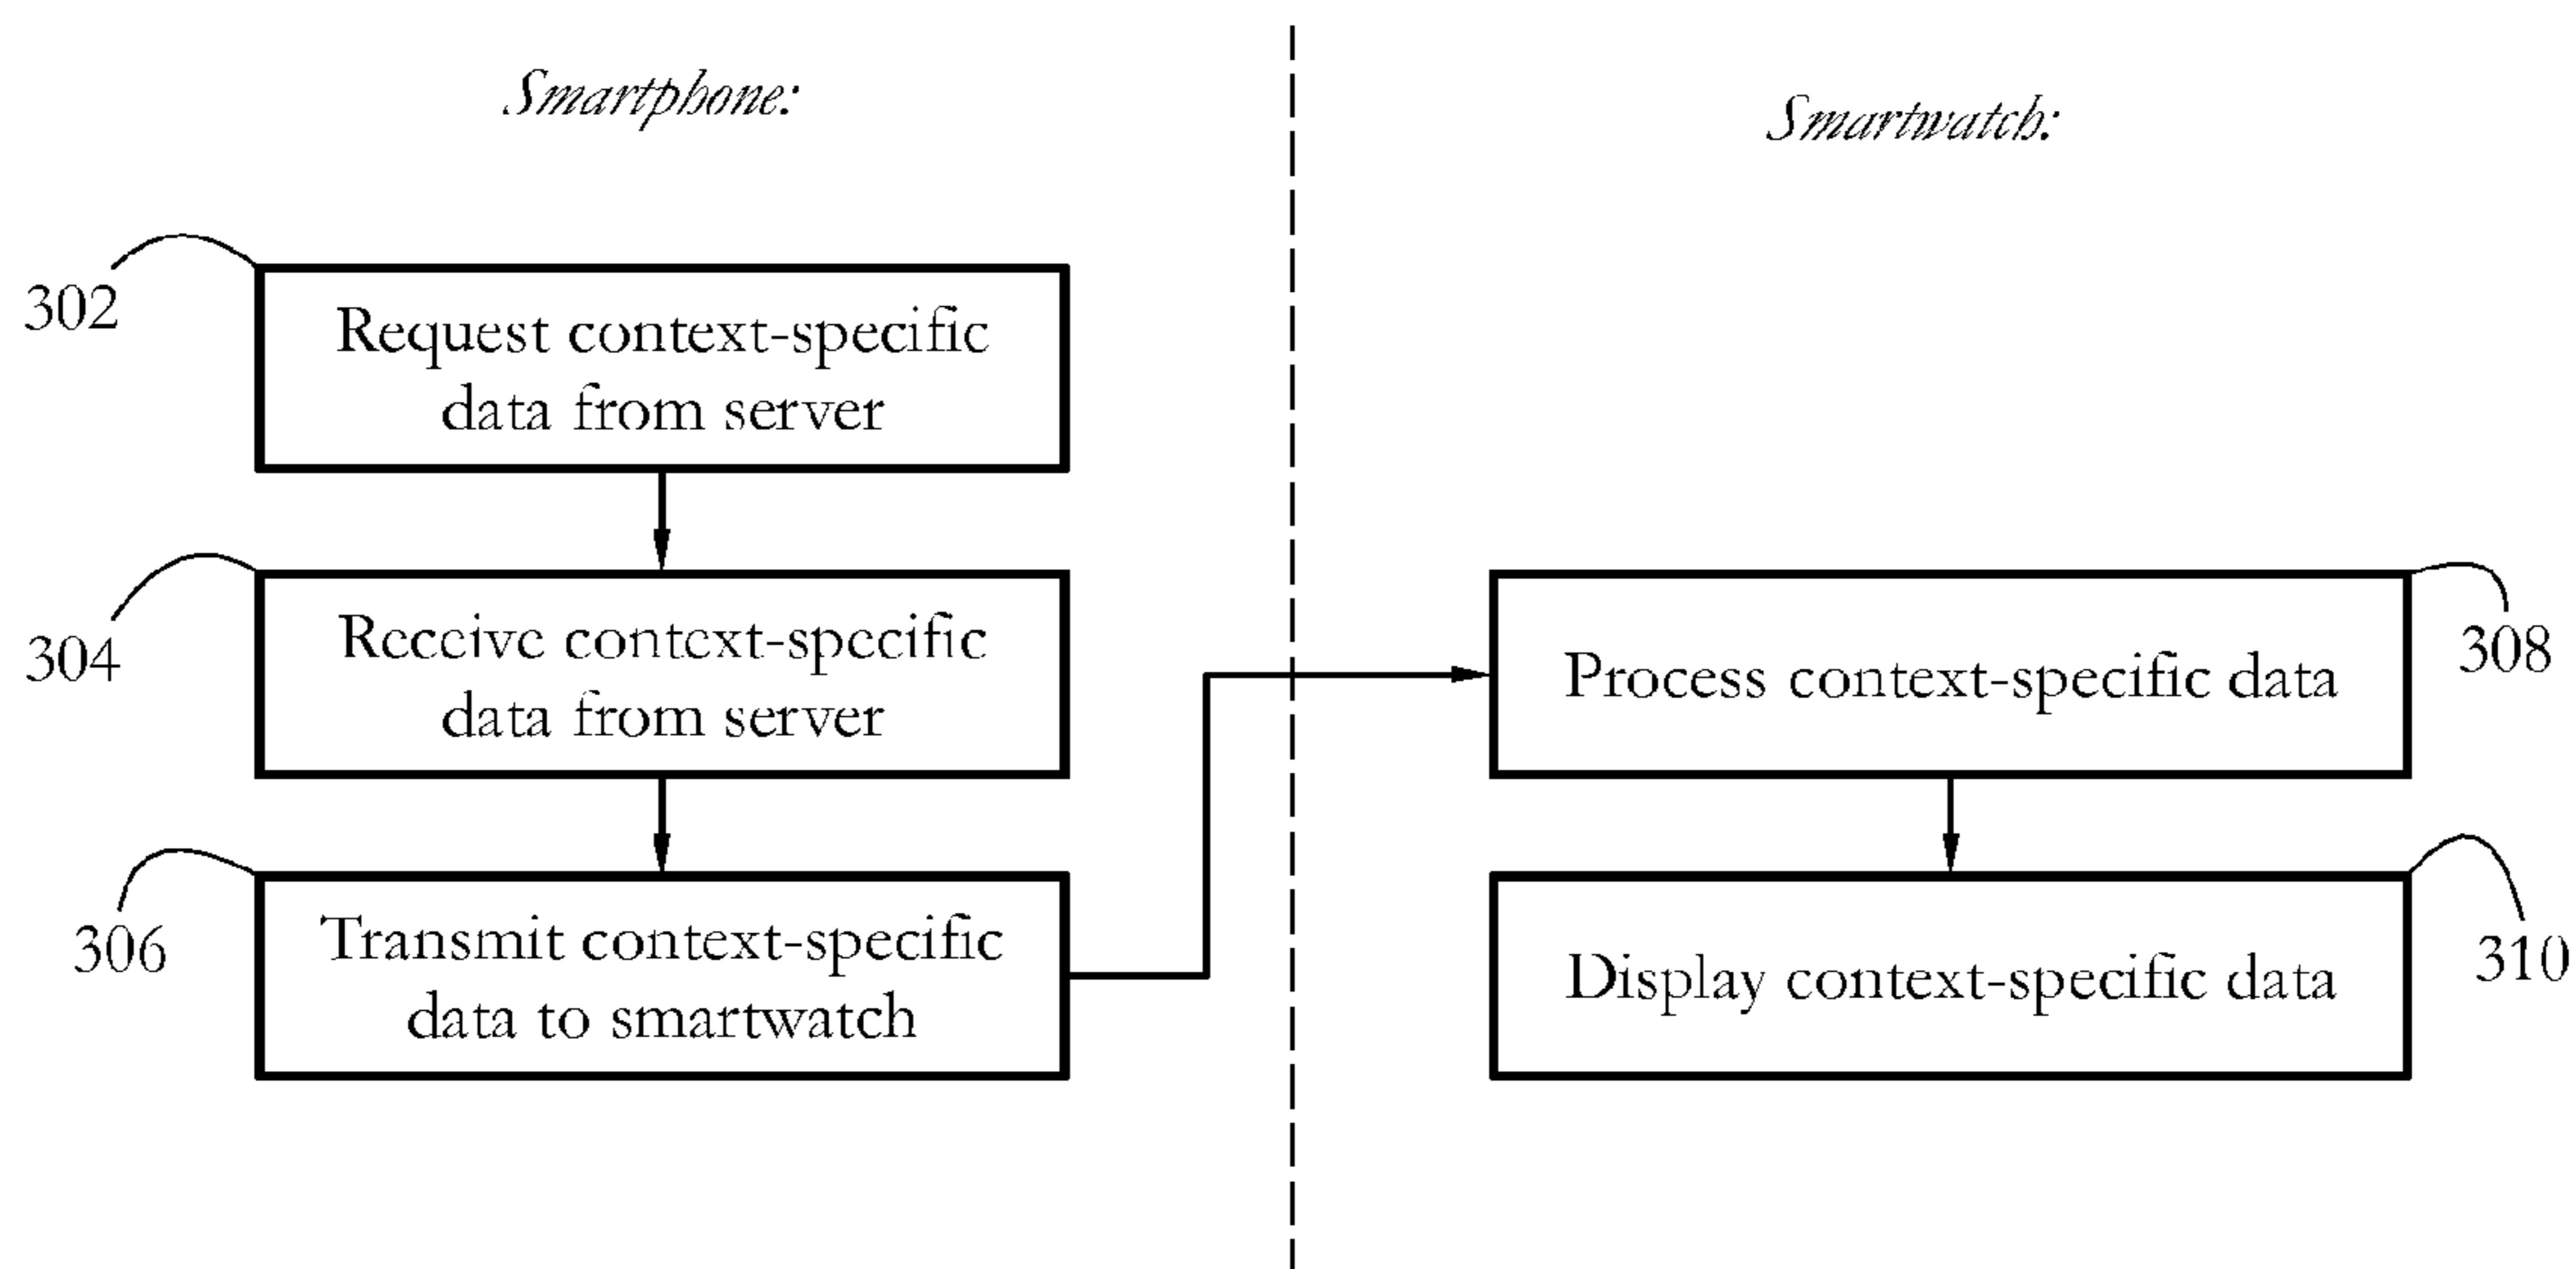 Smartphone:
302
Request context-specific
data from server
304
Receive context-specific
data from server
306
Transmit context-specific
data to smartwatch
Smartwatch:
308
Process context-specific data
310
Display context-specific data